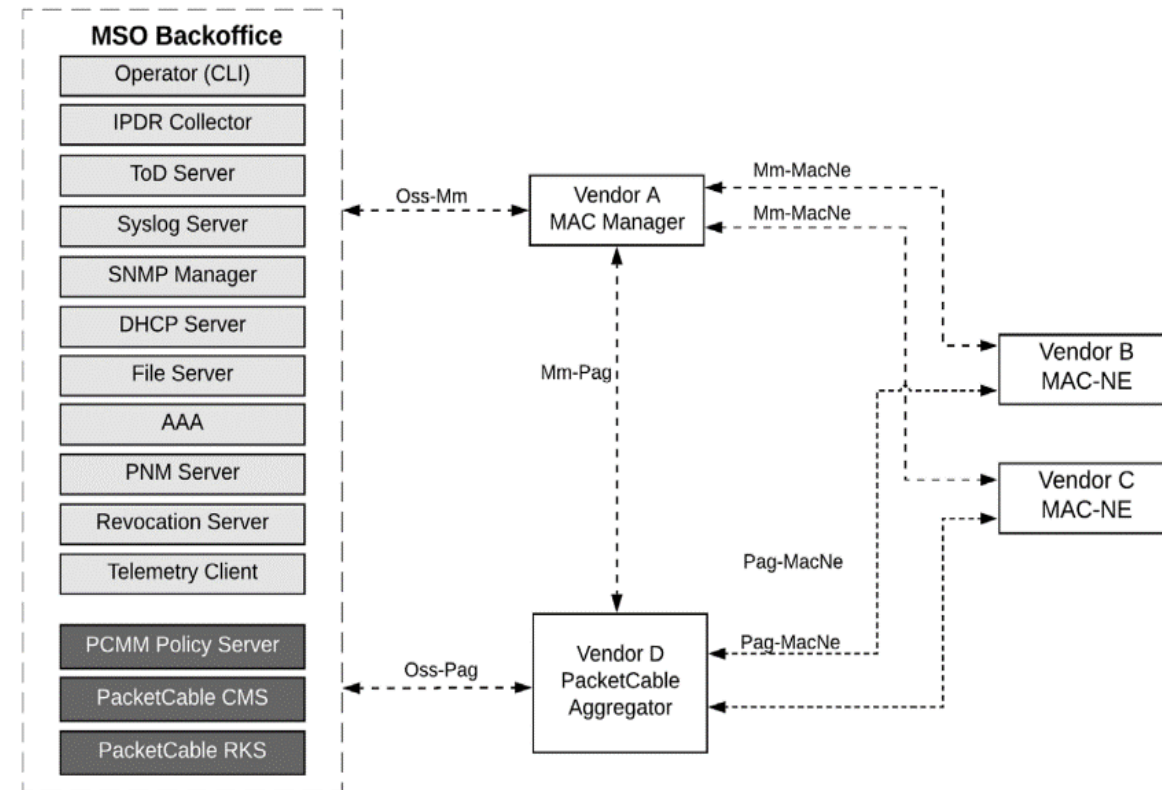 MSO Backoffice
Operator (CLI)
IPDR Collector
ToD Server
Syslog Server
SNMP Manager
DHCP Server
File Server
AAA
PNM Server
Revocation Server
Telemetry Client
PCMM Policy Server
PacketCable CMS
PacketCable RKS
Oss-Mm
Vendor A
MAC Manager
Mm-MacNe
Mm-MacNe
Mm-Pag
Vendor B
MAC-NE
Vendor C
MAC-NE
Pag-MacNe
Pag-MacNe
Oss-Pag
Vendor D
PacketCable
Aggregator